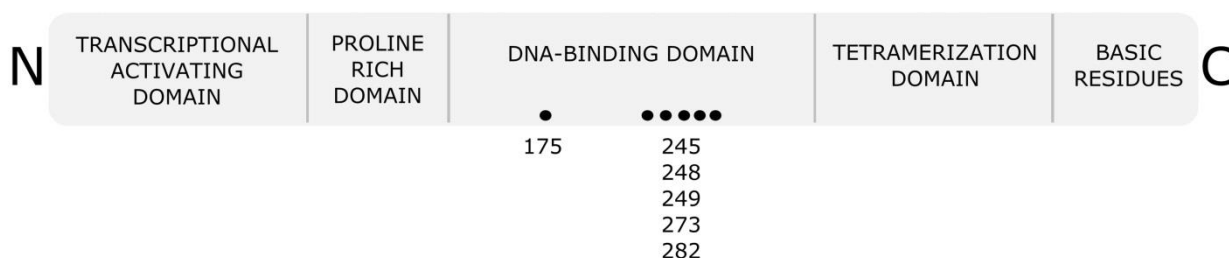 N
TRANSCRIPTIONAL
ACTIVATING
DOMAIN
PROLINE
RICH
DOMAIN
DNA-BINDING DOMAIN
TETRAMERIZATION
DOMAIN
BASIC
RESIDUES
C
175
245
248
249
273
282